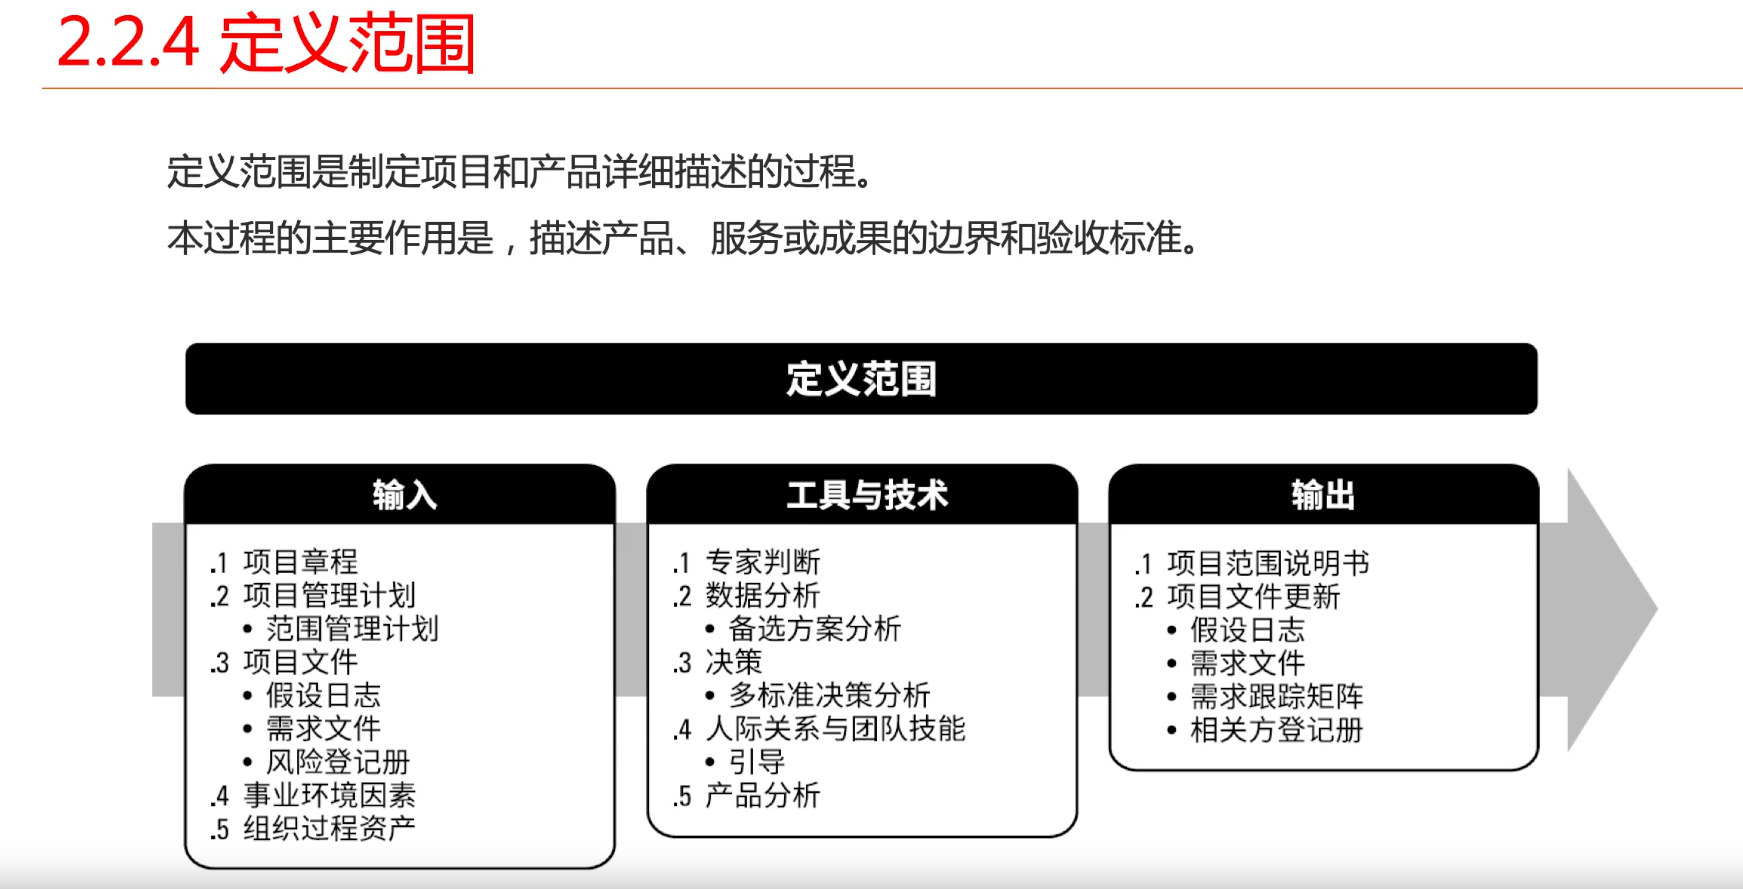 2.2.4 定义范围
定义范围是制定项目和产品详细描述的过程。
本过程的主要作用是，描述产品、服务或成果的边界和验收标准。
定义范围
输入
.1 项目章程
.2 项目管理计划
• 范围管理计划
.3 项目文件
• 假设日志
• 需求文件
• 风险登记册
.4 事业环境因素
.5 组织过程资产
工具与技术
.1 专家判断
.2 数据分析
• 备选方案分析
.3 决策
• 多标准决策分析
.4 人际关系与团队技能
• 引导
.5 产品分析
输出
.1 项目范围说明书
.2 项目文件更新
• 假设日志
• 需求文件
• 需求跟踪矩阵
• 相关方登记册